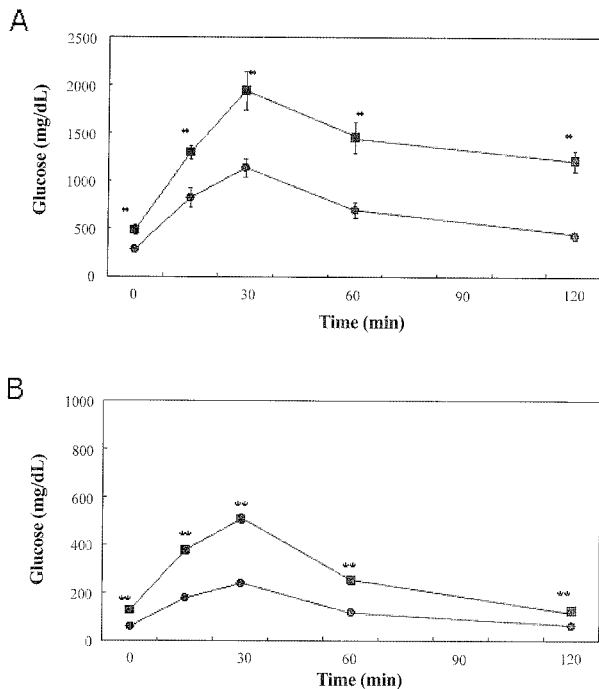 A
Glucose (mg/dL)
2500
2000
1500
1000
500
0
** ** ** ** **
0 30 60 90 120
Time (min)
B
Glucose (mg/dL)
1000
800
600
400
200
0
** ** ** ** **
0 30 60 90 120
Time (min)